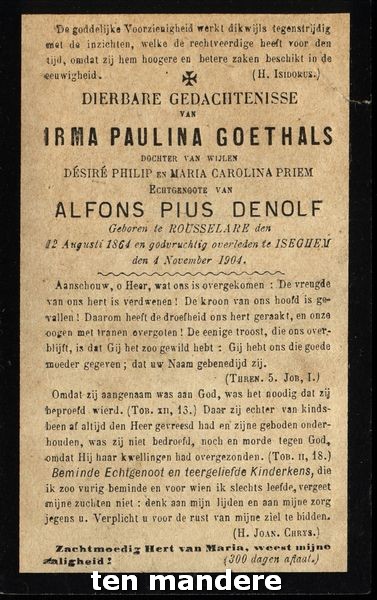 De goddelijke Voorzienigheid werkt dikwijls tegenstrijdig
met de inzichten, welke de rechtveerdige heeft voor den
tijd, omdat zij hem hoogere en betere zaken beschikt in de
eeuwigheid. (H. Isidorus.)
DIERBARE GEDACHTENISSE
VAN
IRMA PAULINA GOETHALS
DOCHTER VAN WIJLEN
DÉSIRÉ PHILIP EN MARIA CAROLINA PRIEM
ECHTGENOOTE VAN
ALFONS PIUS DENOLF
Geboren te ROUSSELARE den
12 Augusti 1864 en godvruchtig overleden te ISEGHEM
den 4 November 1904.
Aanschouw, o Heer, wat ons is overgekomen : De vreugde
van ons hert is verdwenen ! De kroon van ons hoofd is ge-
vallen ! Daarom heeft de droefheid ons hert geraakt, en onze
oogen met tranen overgoten ! De eenige troost, die ons over-
blijft, is dat Gij het zoo gewild hebt : Gij hebt ons die goede
moeder gegeven ; dat uw Naam gebenedijd zij.
(Thren. 5. Job, I.)
Omdat zij aangenaam was aan God, was het noodig dat zij
beproefd wierd. (Tob. XII, 13.) Daar zij echter van kinds-
been af altijd den Heer gevreesd had en zijne geboden onder-
houden, was zij niet bedroefd, noch en morde tegen God,
omdat Hij haar kwellingen had overgezonden. (Tob. II, 18.)
Beminde Echtgenoot en teergeliefde Kinderkens, die
ik zoo vurig beminde en voor wien ik slechts leefde, vergeet
mijne zuchten niet : denk aan mijn lijden en aan mijne zorg
jegens u. Verplicht u voor de rust van mijne ziel te bidden.
(H. Joan. Chrys.)
Zachtmoedig Hert van Maria, weest mijne
zaligheid ! (300 dagen aflaat.)
ten mandere